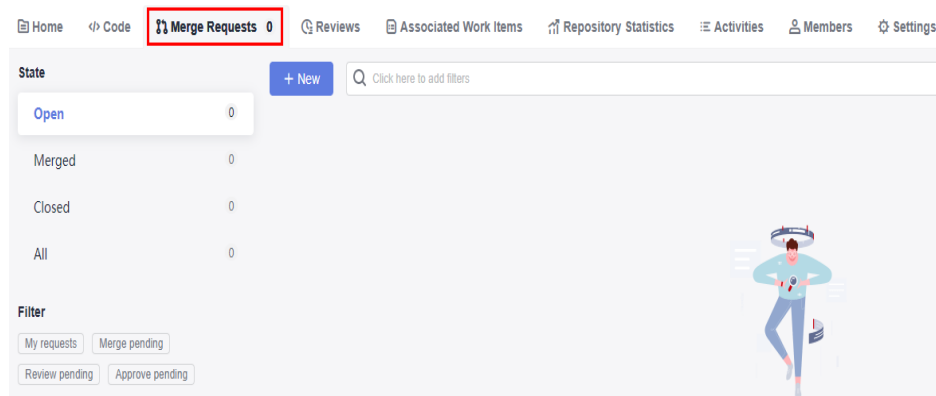 Home </> Code Merge Requests 0 Reviews Associated Work Items Repository Statistics Activities Members Settings
State
+ New Click here to add filters
Open 0
Merged 0
Closed 0
All 0
Filter
My requests Merge pending
Review pending Approve pending